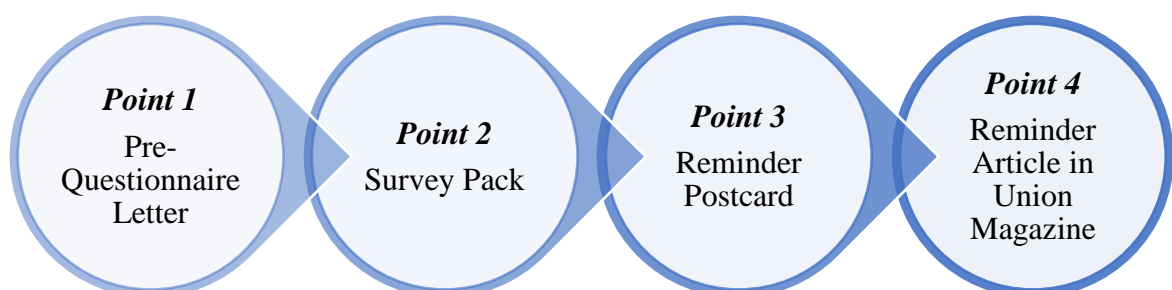 Point 1
Pre-
Questionnaire
Letter
Point 2
Survey Pack
Point 3
Reminder
Postcard
Point 4
Reminder
Article in
Union
Magazine